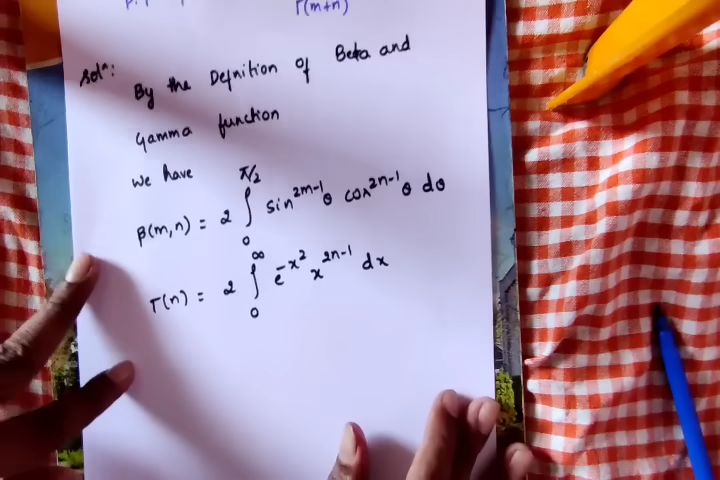 Γ(m+n)
Solⁿ:
By the Defnition of Beta and
Gamma function
we have
β(m,n) = 2 ∫₀^{π/2} sin^{2m-1}θ cos^{2n-1}θ dθ
Γ(n) = 2 ∫₀^{∞} e^{-x²} x^{2n-1} dx